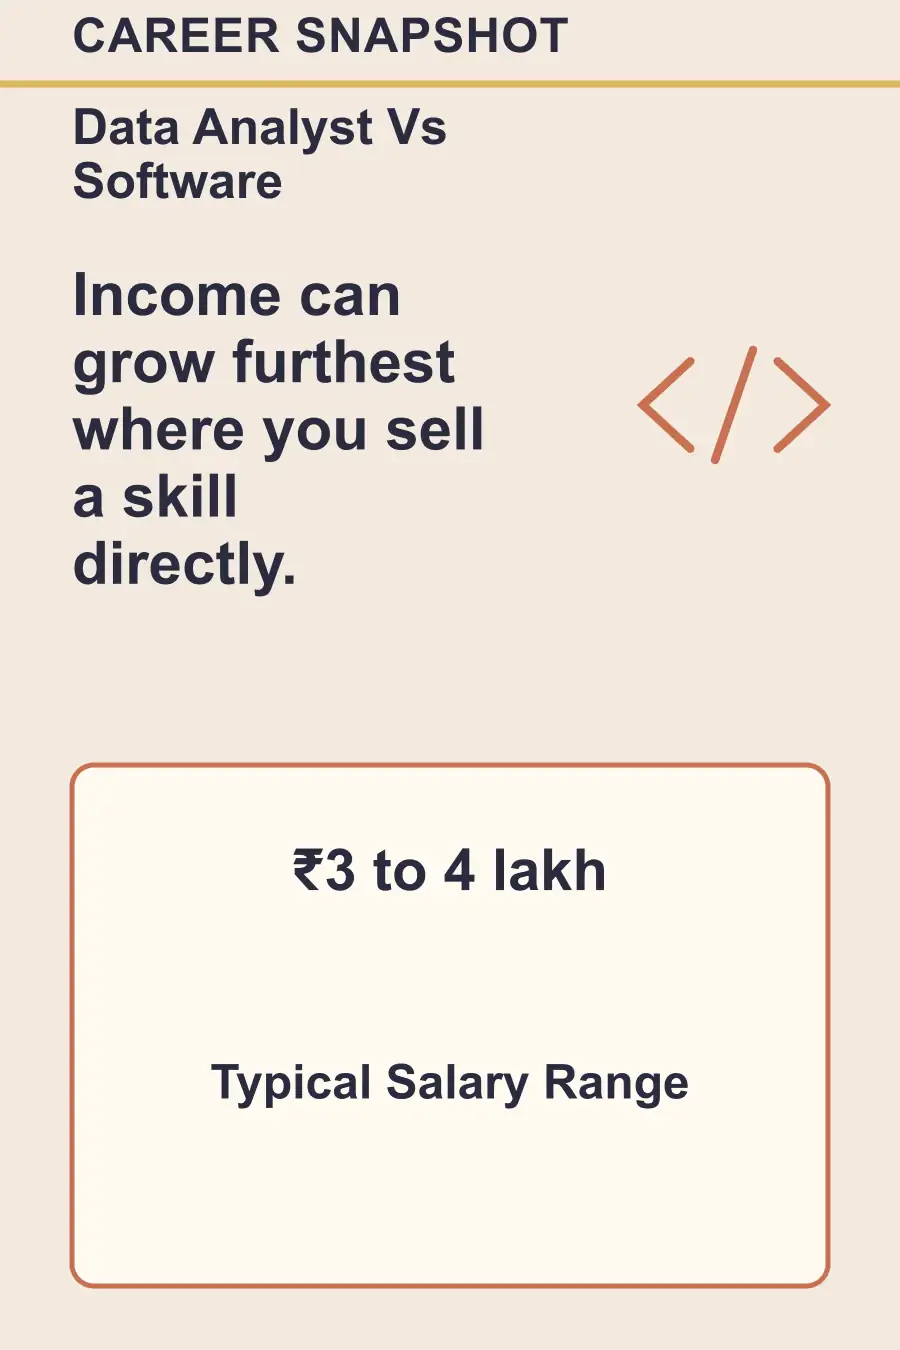 CAREER SNAPSHOT
Data Analyst Vs
Software
Income can
grow furthest
where you sell
a skill
directly.
</>
₹3 to 4 lakh
Typical Salary Range